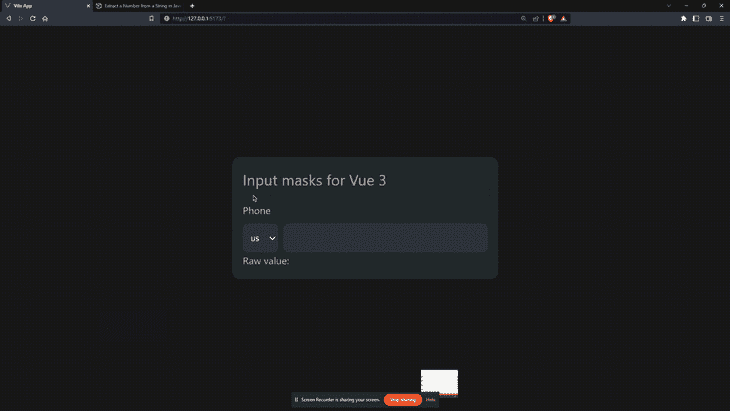 Vite App
Extract a Number from a String in Jav
http://127.0.0.1:5173/?
Input masks for Vue 3
Phone
US
Raw value:
Screen Recorder is sharing your screen.
Stop sharing
Hide